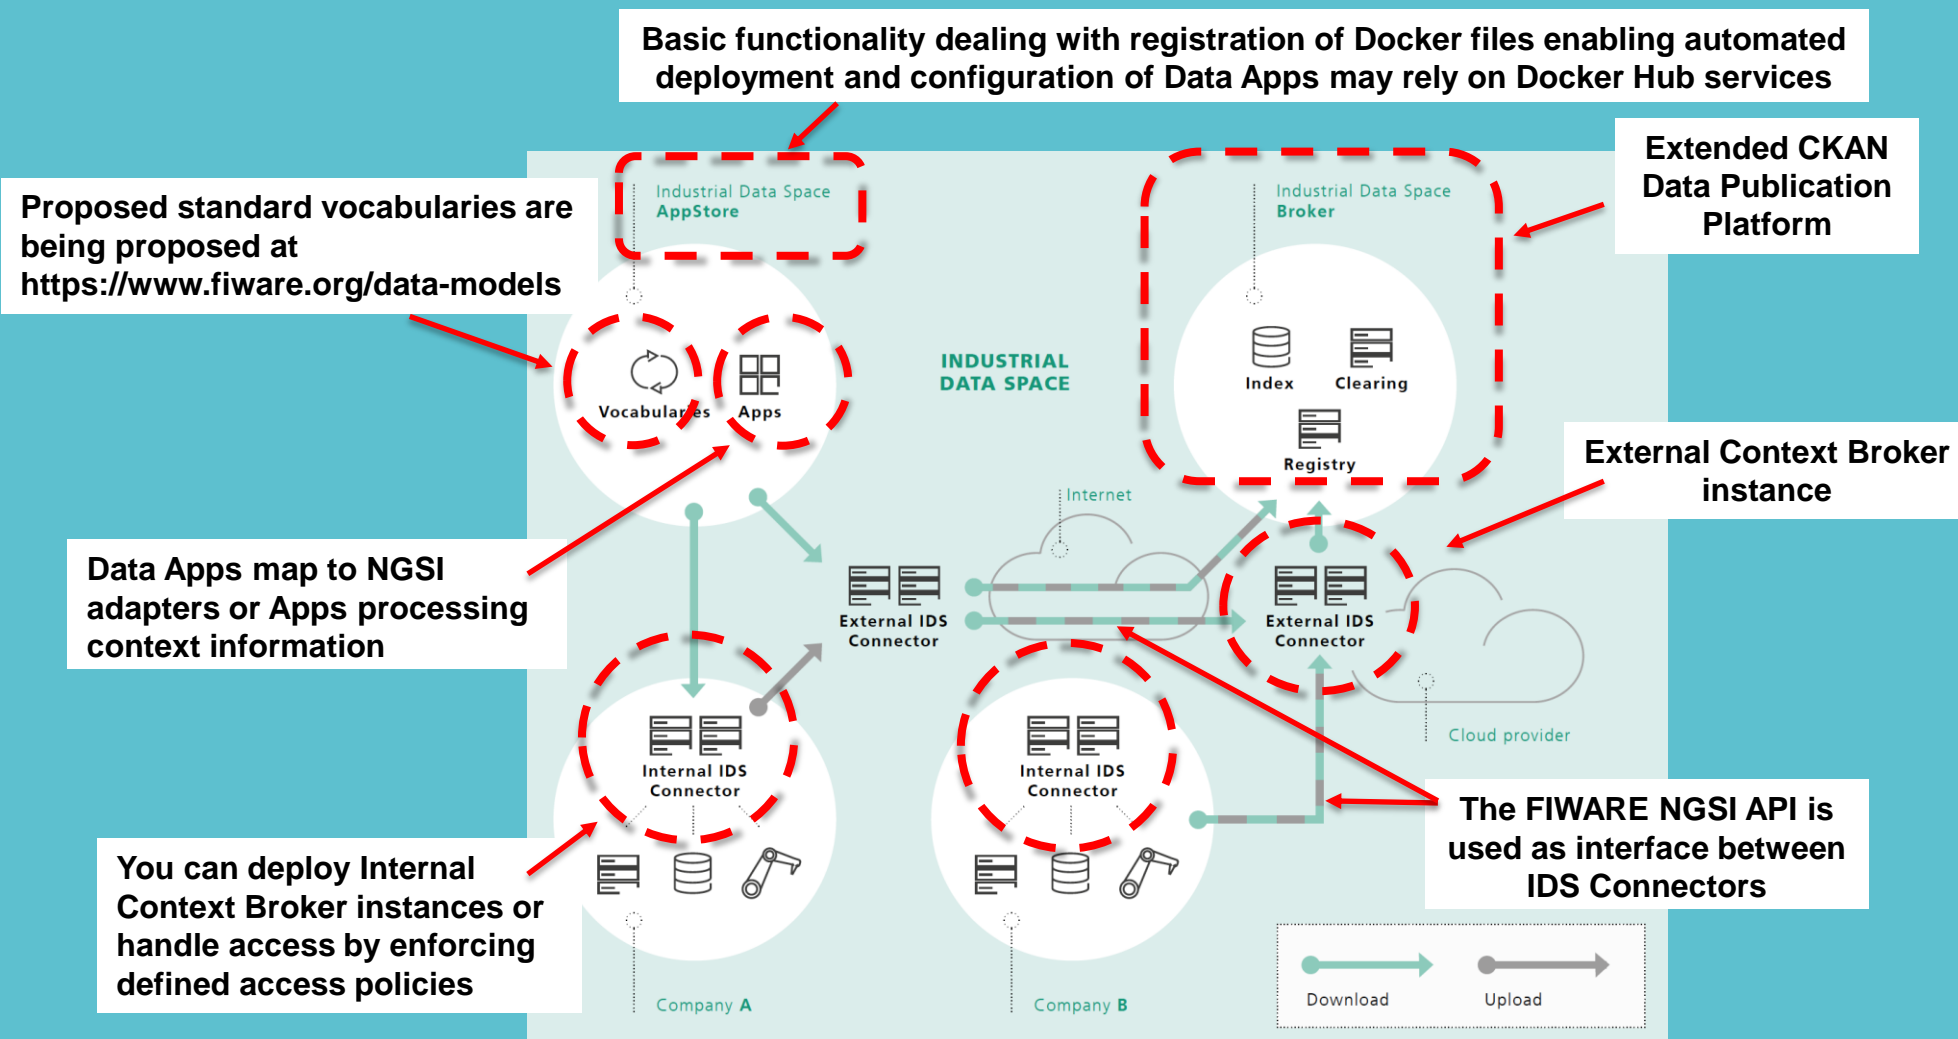 Basic functionality dealing with registration of Docker files enabling automated
deployment and configuration of Data Apps may rely on Docker Hub services
Extended CKAN
Data Publication
Platform
Proposed standard vocabularies are
being proposed at
https://www.fiware.org/data-models
Industrial Data Space
AppStore
Industrial Data Space
Broker
INDUSTRIAL
DATA SPACE
Vocabularies
Apps
Index
Clearing
Registry
External Context Broker
instance
Internet
Data Apps map to NGSI
adapters or Apps processing
context information
External IDS
Connector
External IDS
Connector
Cloud provider
Internal IDS
Connector
Internal IDS
Connector
The FIWARE NGSI API is
used as interface between
IDS Connectors
You can deploy Internal
Context Broker instances or
handle access by enforcing
defined access policies
Company A
Company B
Download
Upload